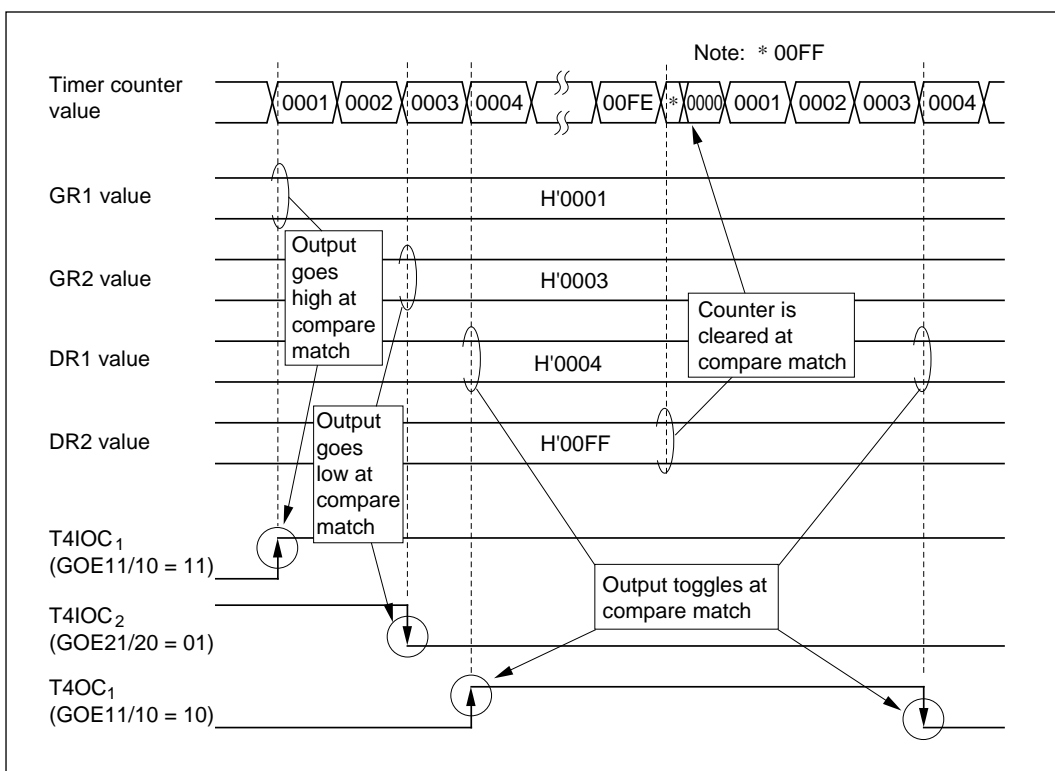 Note: * 00FF
Timer counter
value
0001 0002 0003 0004 00FE * 0000 0001 0002 0003 0004
GR1 value
H'0001
Output
goes
high at
compare
match
GR2 value
H'0003
Counter is
cleared at
compare match
DR1 value
H'0004
Output
goes
low at
compare
match
DR2 value
H'00FF
T4IOC1
(GOE11/10 = 11)
Output toggles at
compare match
T4IOC2
(GOE21/20 = 01)
T4OC1
(GOE11/10 = 10)